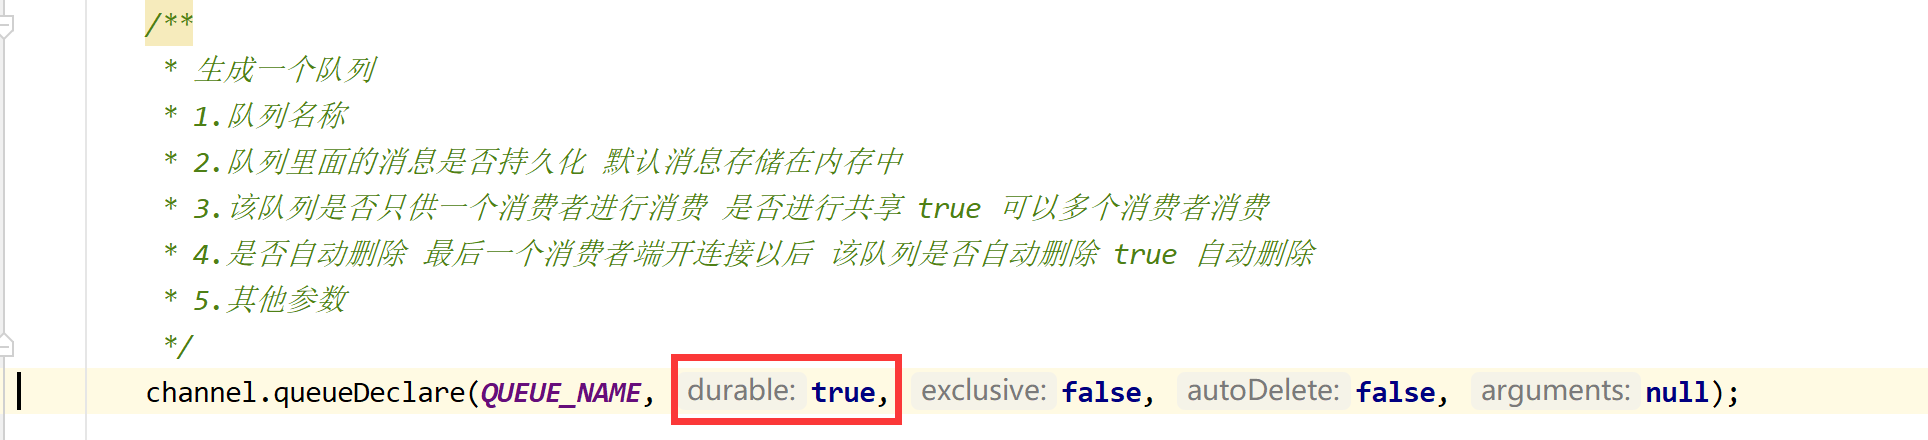 /**
* 生成一个队列
* 1.队列名称
* 2.队列里面的消息是否持久化 默认消息存储在内存中
* 3.该队列是否只供一个消费者进行消费 是否进行共享 true 可以多个消费者消费
* 4.是否自动删除 最后一个消费者端开连接以后 该队列是否自动删除 true 自动删除
* 5.其他参数
*/
channel.queueDeclare(QUEUE_NAME, durable: true, exclusive: false, autoDelete: false, arguments: null);